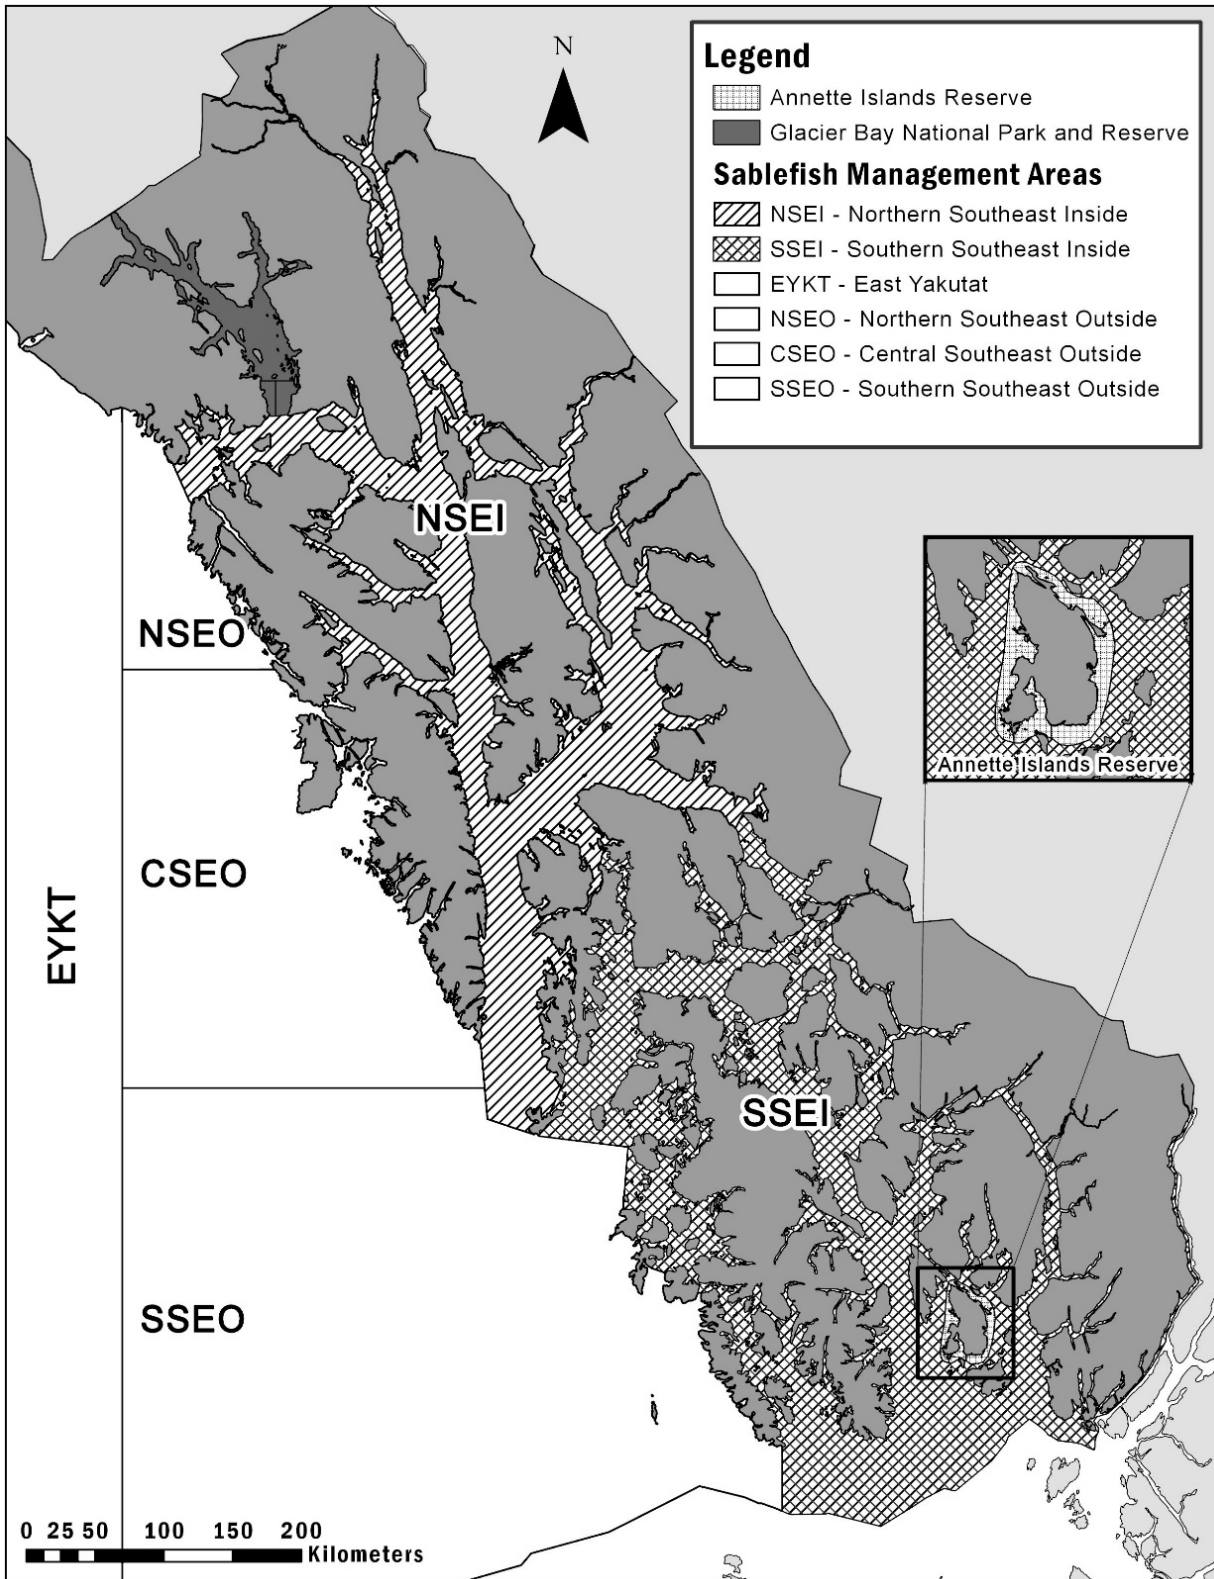 N
Legend
Annette Islands Reserve
Glacier Bay National Park and Reserve
Sablefish Management Areas
NSEI - Northern Southeast Inside
SSEI - Southern Southeast Inside
EYKT - East Yakutat
NSEO - Northern Southeast Outside
CSEO - Central Southeast Outside
SSEO - Southern Southeast Outside
NSEI
NSEO
Annette Islands Reserve
CSEO
EYKT
SSEI
SSEO
0 25 50 100 150 200
Kilometers